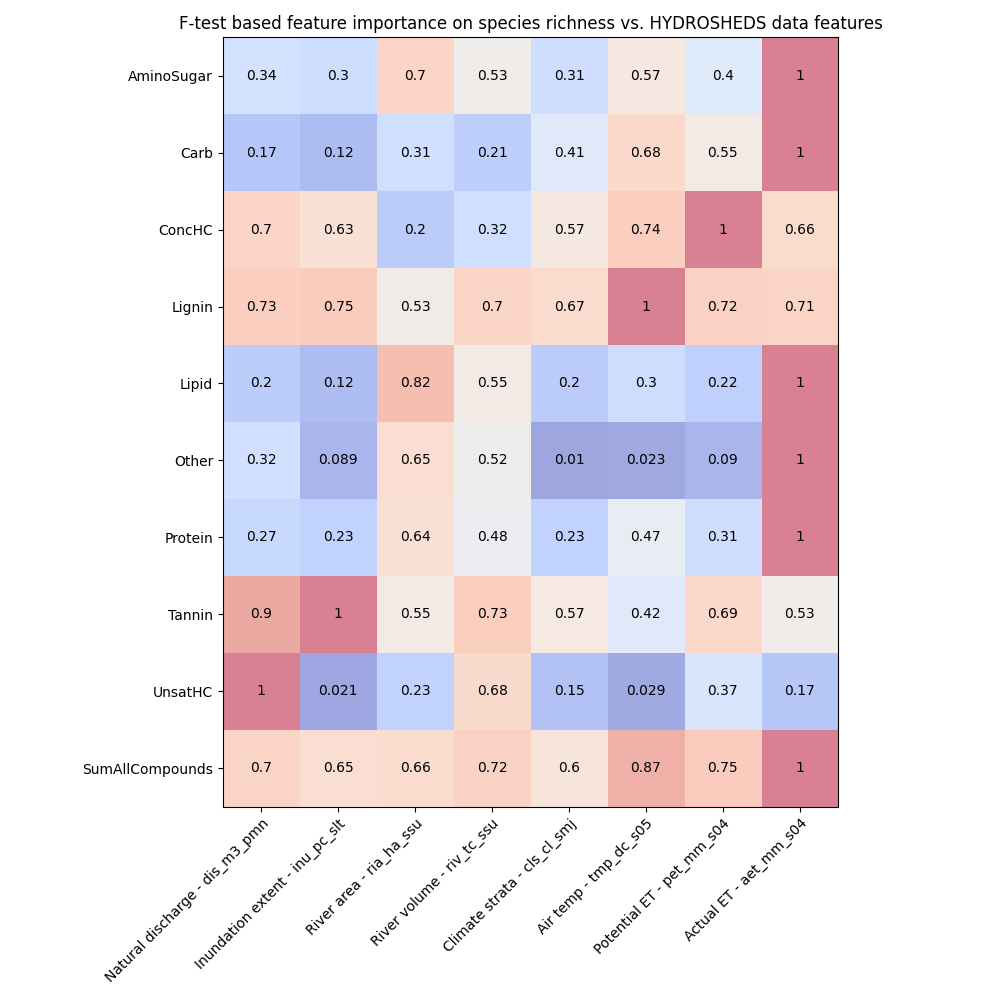 F-test based feature importance on species richness vs. HYDROSHEDS data features
AminoSugar 0.34 0.3 0.7 0.53 0.31 0.57 0.4 1
Carb 0.17 0.12 0.31 0.21 0.41 0.68 0.55 1
ConcHC 0.7 0.63 0.2 0.32 0.57 0.74 1 0.66
Lignin 0.73 0.75 0.53 0.7 0.67 1 0.72 0.71
Lipid 0.2 0.12 0.82 0.55 0.2 0.3 0.22 1
Other 0.32 0.089 0.65 0.52 0.01 0.023 0.09 1
Protein 0.27 0.23 0.64 0.48 0.23 0.47 0.31 1
Tannin 0.9 1 0.55 0.73 0.57 0.42 0.69 0.53
UnsatHC 1 0.021 0.23 0.68 0.15 0.029 0.37 0.17
SumAllCompounds 0.7 0.65 0.66 0.72 0.6 0.87 0.75 1
Natural discharge - dis_m3_pmn
Inundation extent - inu_pc_slt
River area - ria_ha_ssu
River volume - riv_tc_ssu
Climate strata - cls_cl_smj
Air temp - tmp_dc_s05
Potential ET - pet_mm_s04
Actual ET - aet_mm_s04